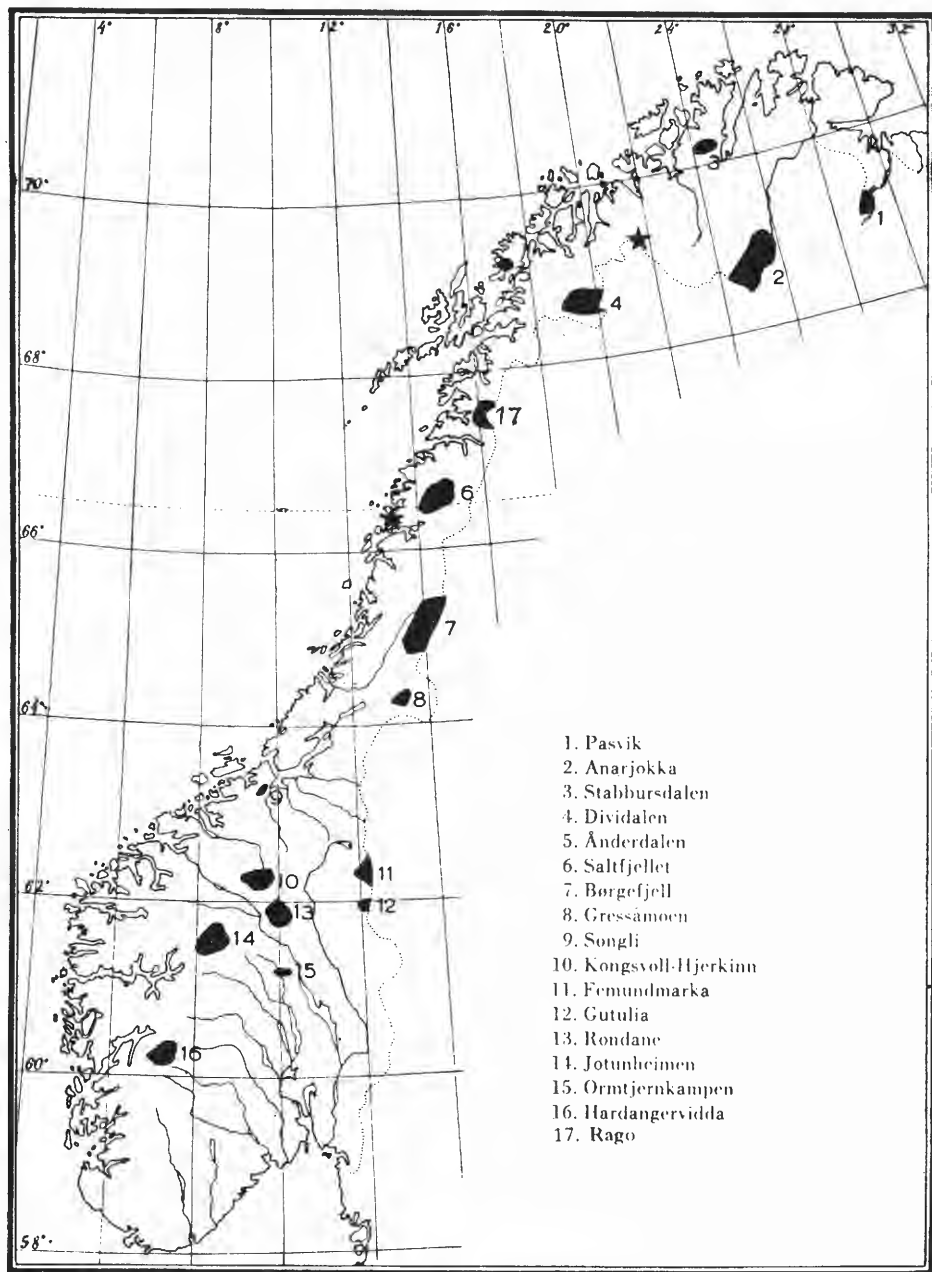 4° 8° 12° 16° 20° 24° 28° 32°
70°
3
1
2
4
68°
17
6
66°
7
8
64°
9
11
10
62°
12
13
14
15
16
60°
58°
1. Pasvik
2. Anarjokka
3. Stabbursdalen
4. Dividalen
5. Ånderdalen
6. Saltfjellet
7. Børgefjell
8. Gressåmoen
9. Songli
10. Kongsvoll-Hjerkinn
11. Femundmarka
12. Gutulia
13. Rondane
14. Jotunheimen
15. Ormtjernkampen
16. Hardangervidda
17. Rago